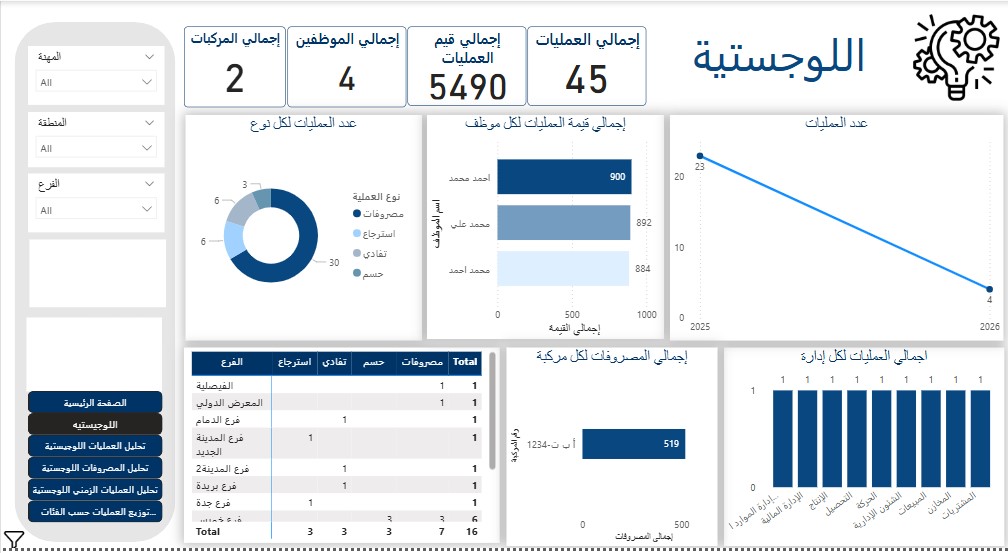 اللوجستية
إجمالي العمليات
45
إجمالي قيم
العمليات
5490
إجمالي الموظفين
4
إجمالي المركبات
2
المهنة
All
المنطقة
All
الفرع
All
الصفحة الرئيسية
اللوجيستيه
تحليل العمليات اللوجيستية
تحليل المصروفات اللوجستية
تحليل العمليات الزمني اللوجستية
توزيع العمليات حسب الفئات...
عدد العمليات
20
10
0
23
4
2025
2026
إجمالي قيمة العمليات لكل موظف
اسم الموظف
احمد محمد
900
محمد علي
892
محمد احمد
884
0 500 1000
إجمالي القيمة
عدد العمليات لكل نوع
نوع العملية
مصروفات
استرجاع
تفادي
حسم
3
6
6
30
اجمالي العمليات لكل إدارة
1 1 1 1 1 1 1 1 1
1
0
إدارة الموارد ا...
الإدارة المالية
الإنتاج
التحصيل
الحركة
الشئون الإدارية
المبيعات
المخازن
المشتريات
إجمالي المصروفات لكل مركبة
رقم المركبة
أ ب ت-1234
519
0 500
إجمالي المصروفات
الفرع استرجاع تفادي حسم مصروفات Total
الفيصلية 1 1
المعرض الدولي 1 1
فرع الدمام 1 1
فرع المدينة 1 1
الجديد
فرع المدينة2 1 1
فرع بريدة 1 1
فرع جدة 1 1
فرع خميس 3 3 6
Total 3 3 3 7 16